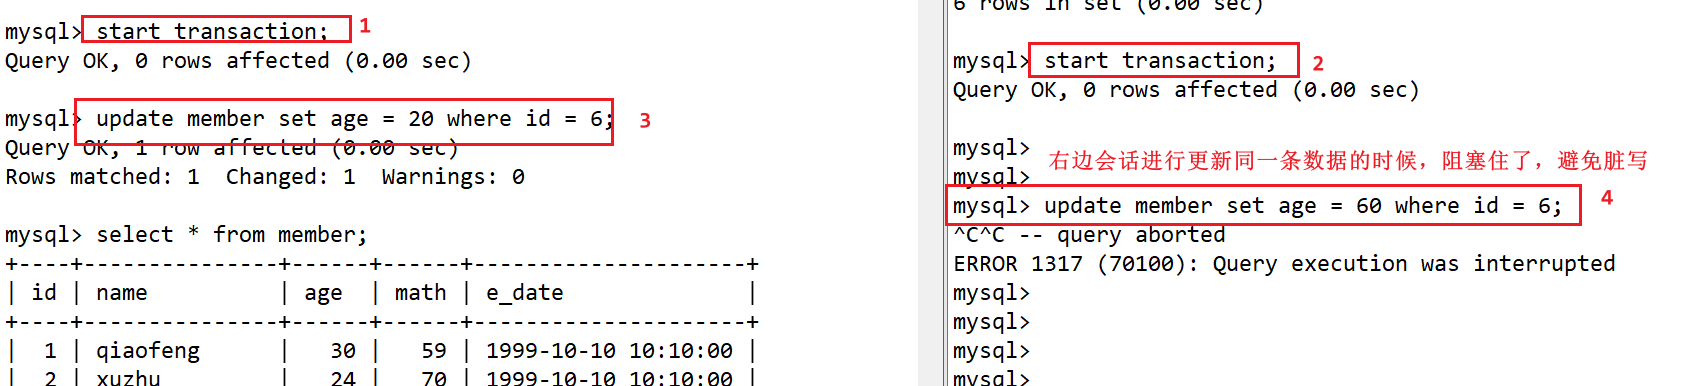 mysql> start transaction; 1
Query OK, 0 rows affected (0.00 sec)
mysql> update member set age = 20 where id = 6; 3
Query OK, 1 row affected (0.00 sec)
Rows matched: 1  Changed: 1  Warnings: 0
mysql> select * from member;
+----+---------------+------+------+---------------------+
| id | name          | age  | math | e_date              |
+----+---------------+------+------+---------------------+
|  1 | qiaofeng      |   30 |   59 | 1999-10-10 10:10:00 |
|  2 | xuzhu         |   24 |   70 | 1999-10-10 10:10:00 |
6 rows in set (0.00 sec)
mysql> start transaction; 2
Query OK, 0 rows affected (0.00 sec)
mysql>
右边会话进行更新同一条数据的时候，阻塞住了，避免脏写
mysql>
mysql> update member set age = 60 where id = 6; 4
^C^C -- query aborted
ERROR 1317 (70100): Query execution was interrupted
mysql>
mysql>
mysql>
mysql>